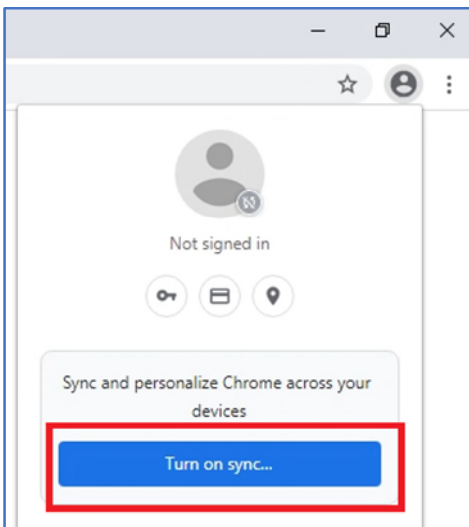 Not signed in
Sync and personalize Chrome across your
devices
Turn on sync...